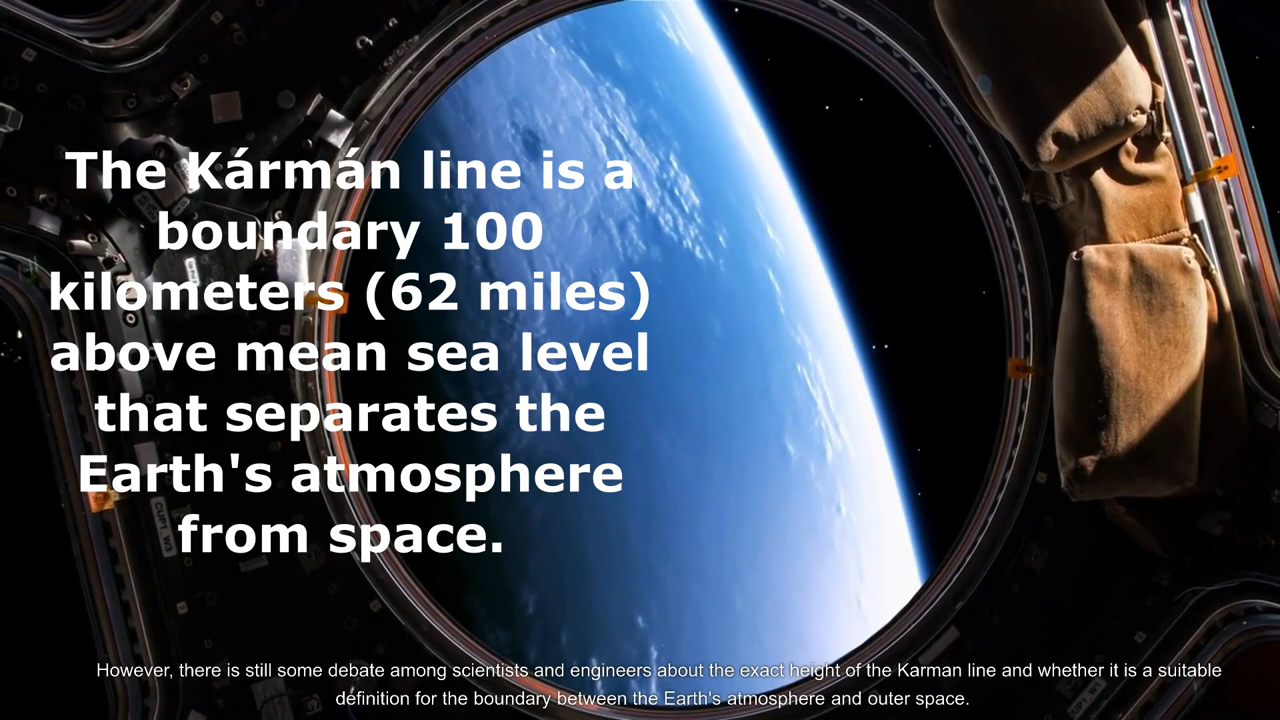 The Kármán line is a
boundary 100
kilometers (62 miles)
above mean sea level
that separates the
Earth's atmosphere
from space.
However, there is still some debate among scientists and engineers about the exact height of the Karman line and whether it is a suitable
definition for the boundary between the Earth's atmosphere and outer space.